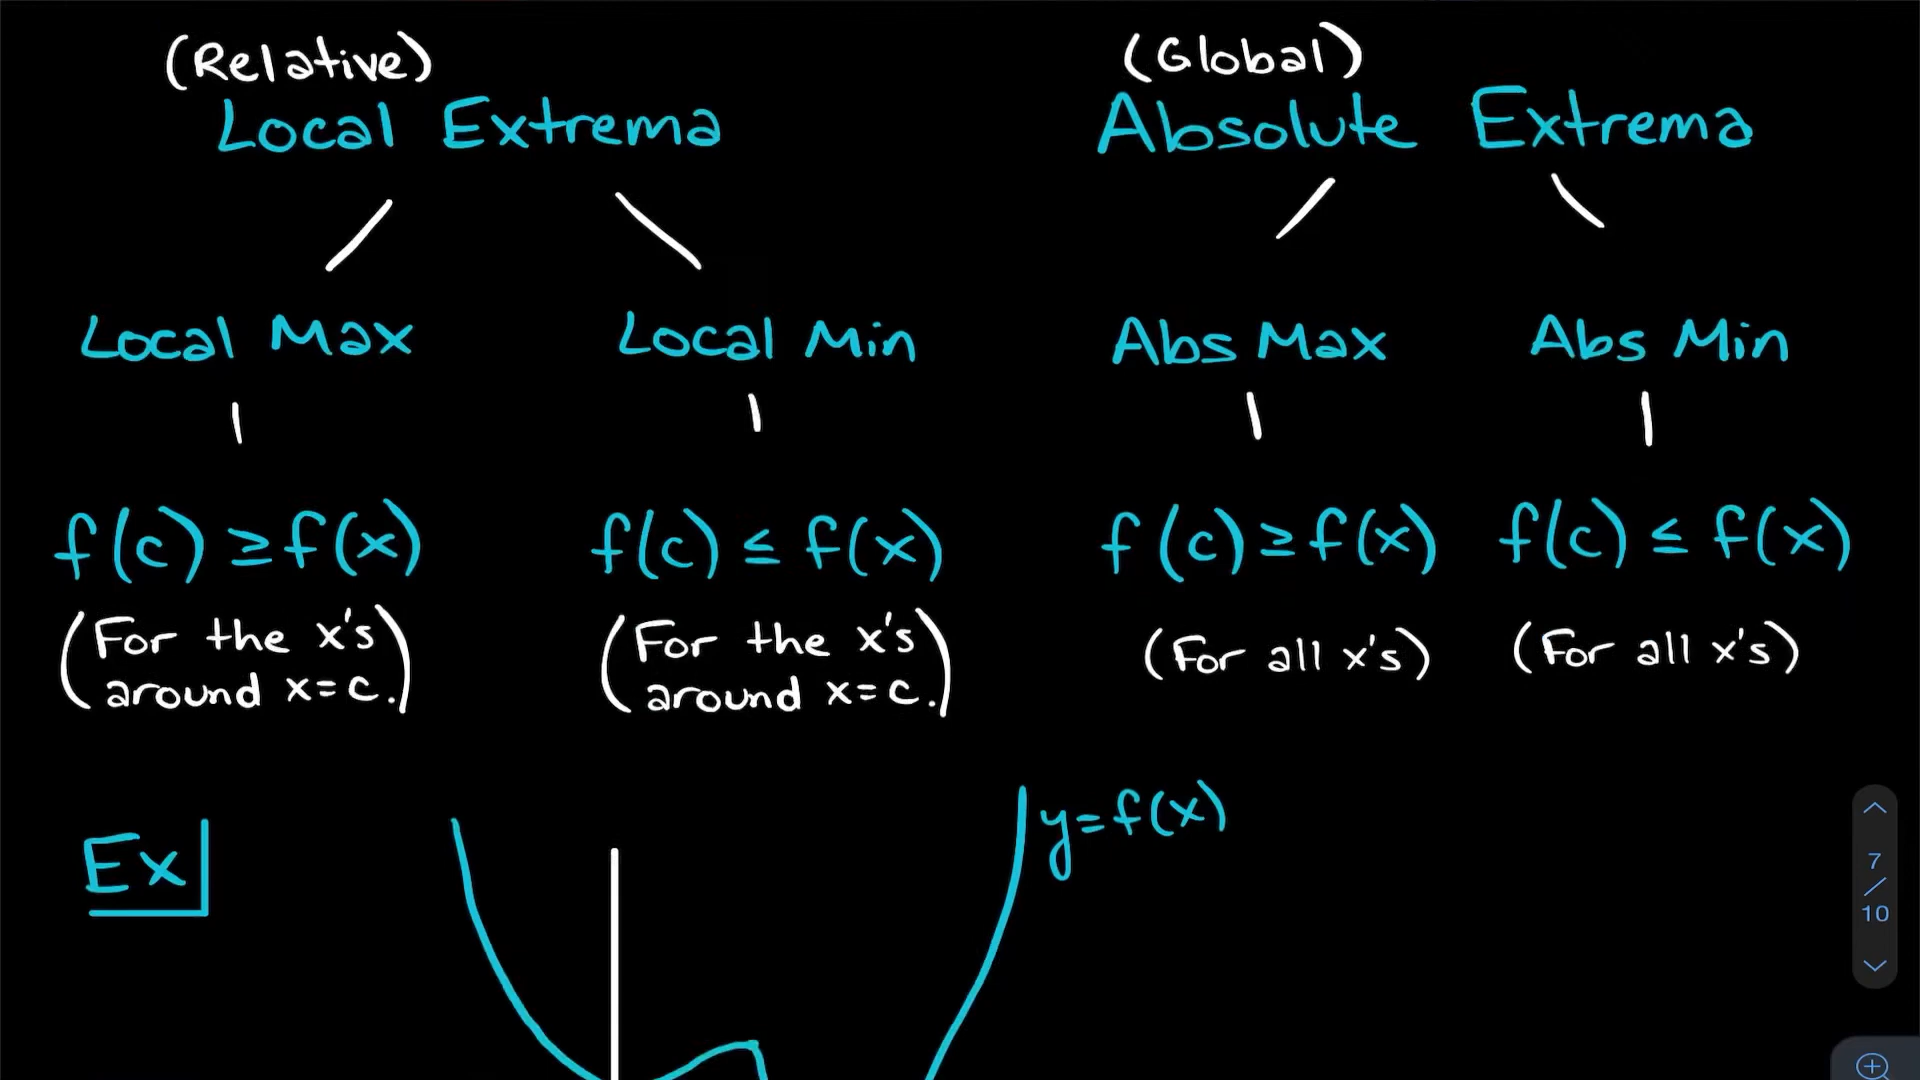 (Relative)
Local Extrema
Local Max
Local Min
f(c) ≥ f(x)
(For the x's
around x=c.)
f(c) ≤ f(x)
(For the x's
around x=c.)
(Global)
Absolute Extrema
Abs Max
Abs Min
f(c) ≥ f(x)
(For all x's)
f(c) ≤ f(x)
(For all x's)
Ex
y=f(x)
7
/
10